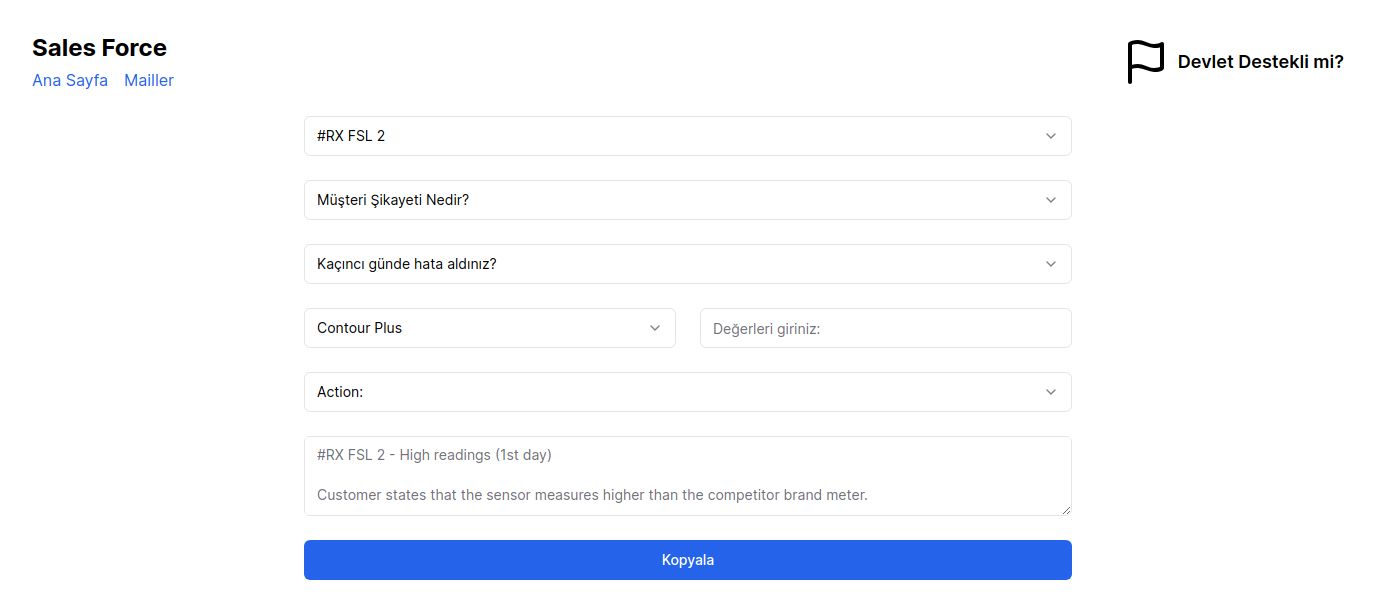 Sales Force
Ana Sayfa Mailler
Devlet Destekli mi?
#RX FSL 2
Müşteri Şikayeti Nedir?
Kaçıncı günde hata aldınız?
Contour Plus
Değerleri giriniz:
Action:
#RX FSL 2 - High readings (1st day)
Customer states that the sensor measures higher than the competitor brand meter.
Kopyala